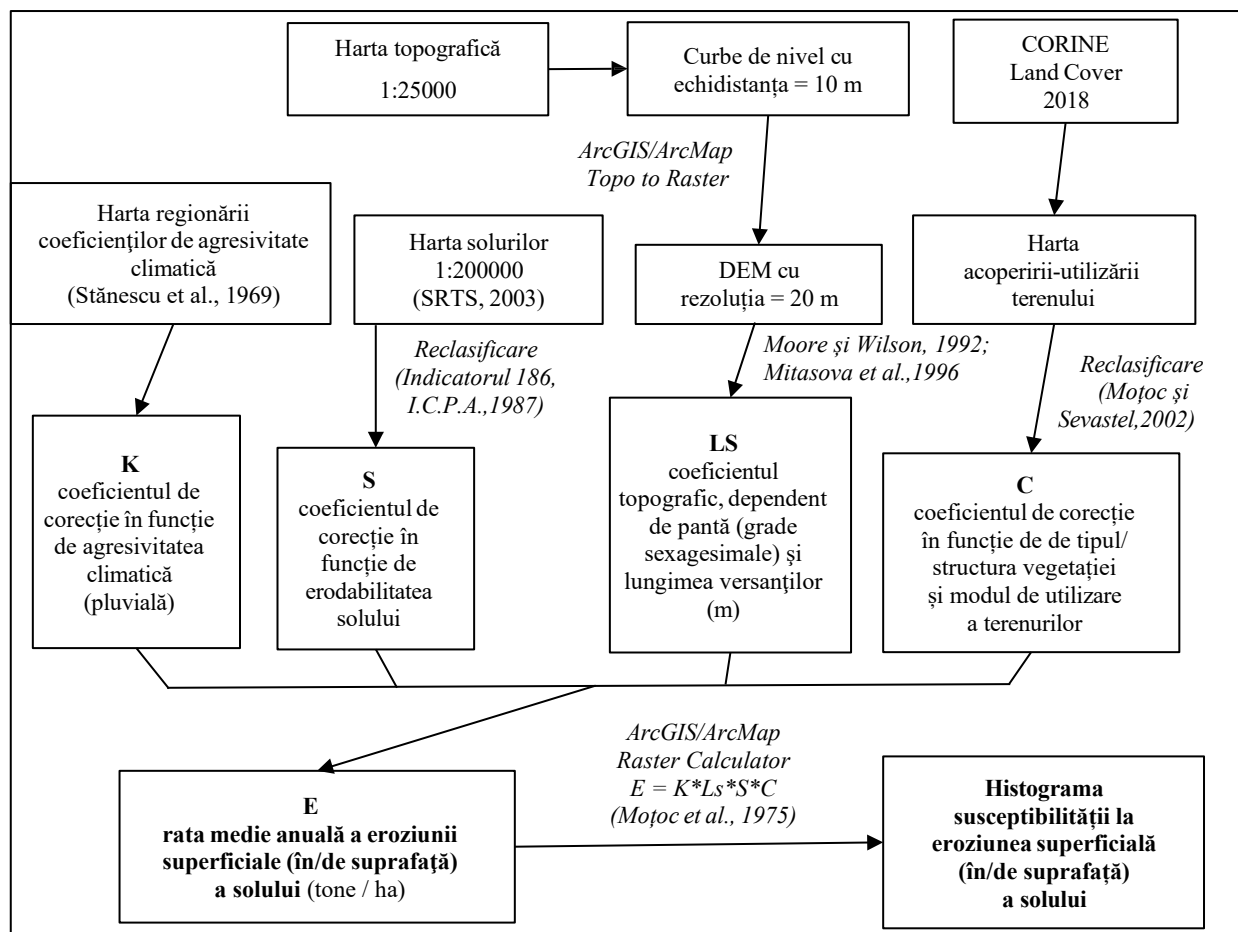 Harta topografică
1:25000
Curbe de nivel cu
echidistanța = 10 m
CORINE
Land Cover
2018
ArcGIS/ArcMap
Topo to Raster
Harta regionării
coeficienţilor de agresivitate
climatică
(Stănescu et al., 1969)
Harta solurilor
1:200000
(SRTS, 2003)
DEM cu
rezoluția = 20 m
Harta
acoperirii-utilizării
terenului
Reclasificare
(Indicatorul 186,
I.C.P.A.,1987)
Moore și Wilson, 1992;
Mitasova et al.,1996
Reclasificare
(Moțoc și
Sevastel,2002)
K
coeficientul de
corecție în funcție
de agresivitatea
climatică
(pluvială)
S
coeficientul de
corecție în
funcție de
erodabilitatea
solului
LS
coeficientul
topografic, dependent
de pantă (grade
sexagesimale) şi
lungimea versanţilor
(m)
C
coeficientul de corecție
în funcție de de tipul/
structura vegetației
și modul de utilizare
a terenurilor
ArcGIS/ArcMap
Raster Calculator
E = K*Ls*S*C
(Moțoc et al., 1975)
E
rata medie anuală a eroziunii
superficiale (în/de suprafaţă)
a solului (tone / ha)
Histograma
susceptibilității la
eroziunea superficială
(în/de suprafață)
a solului